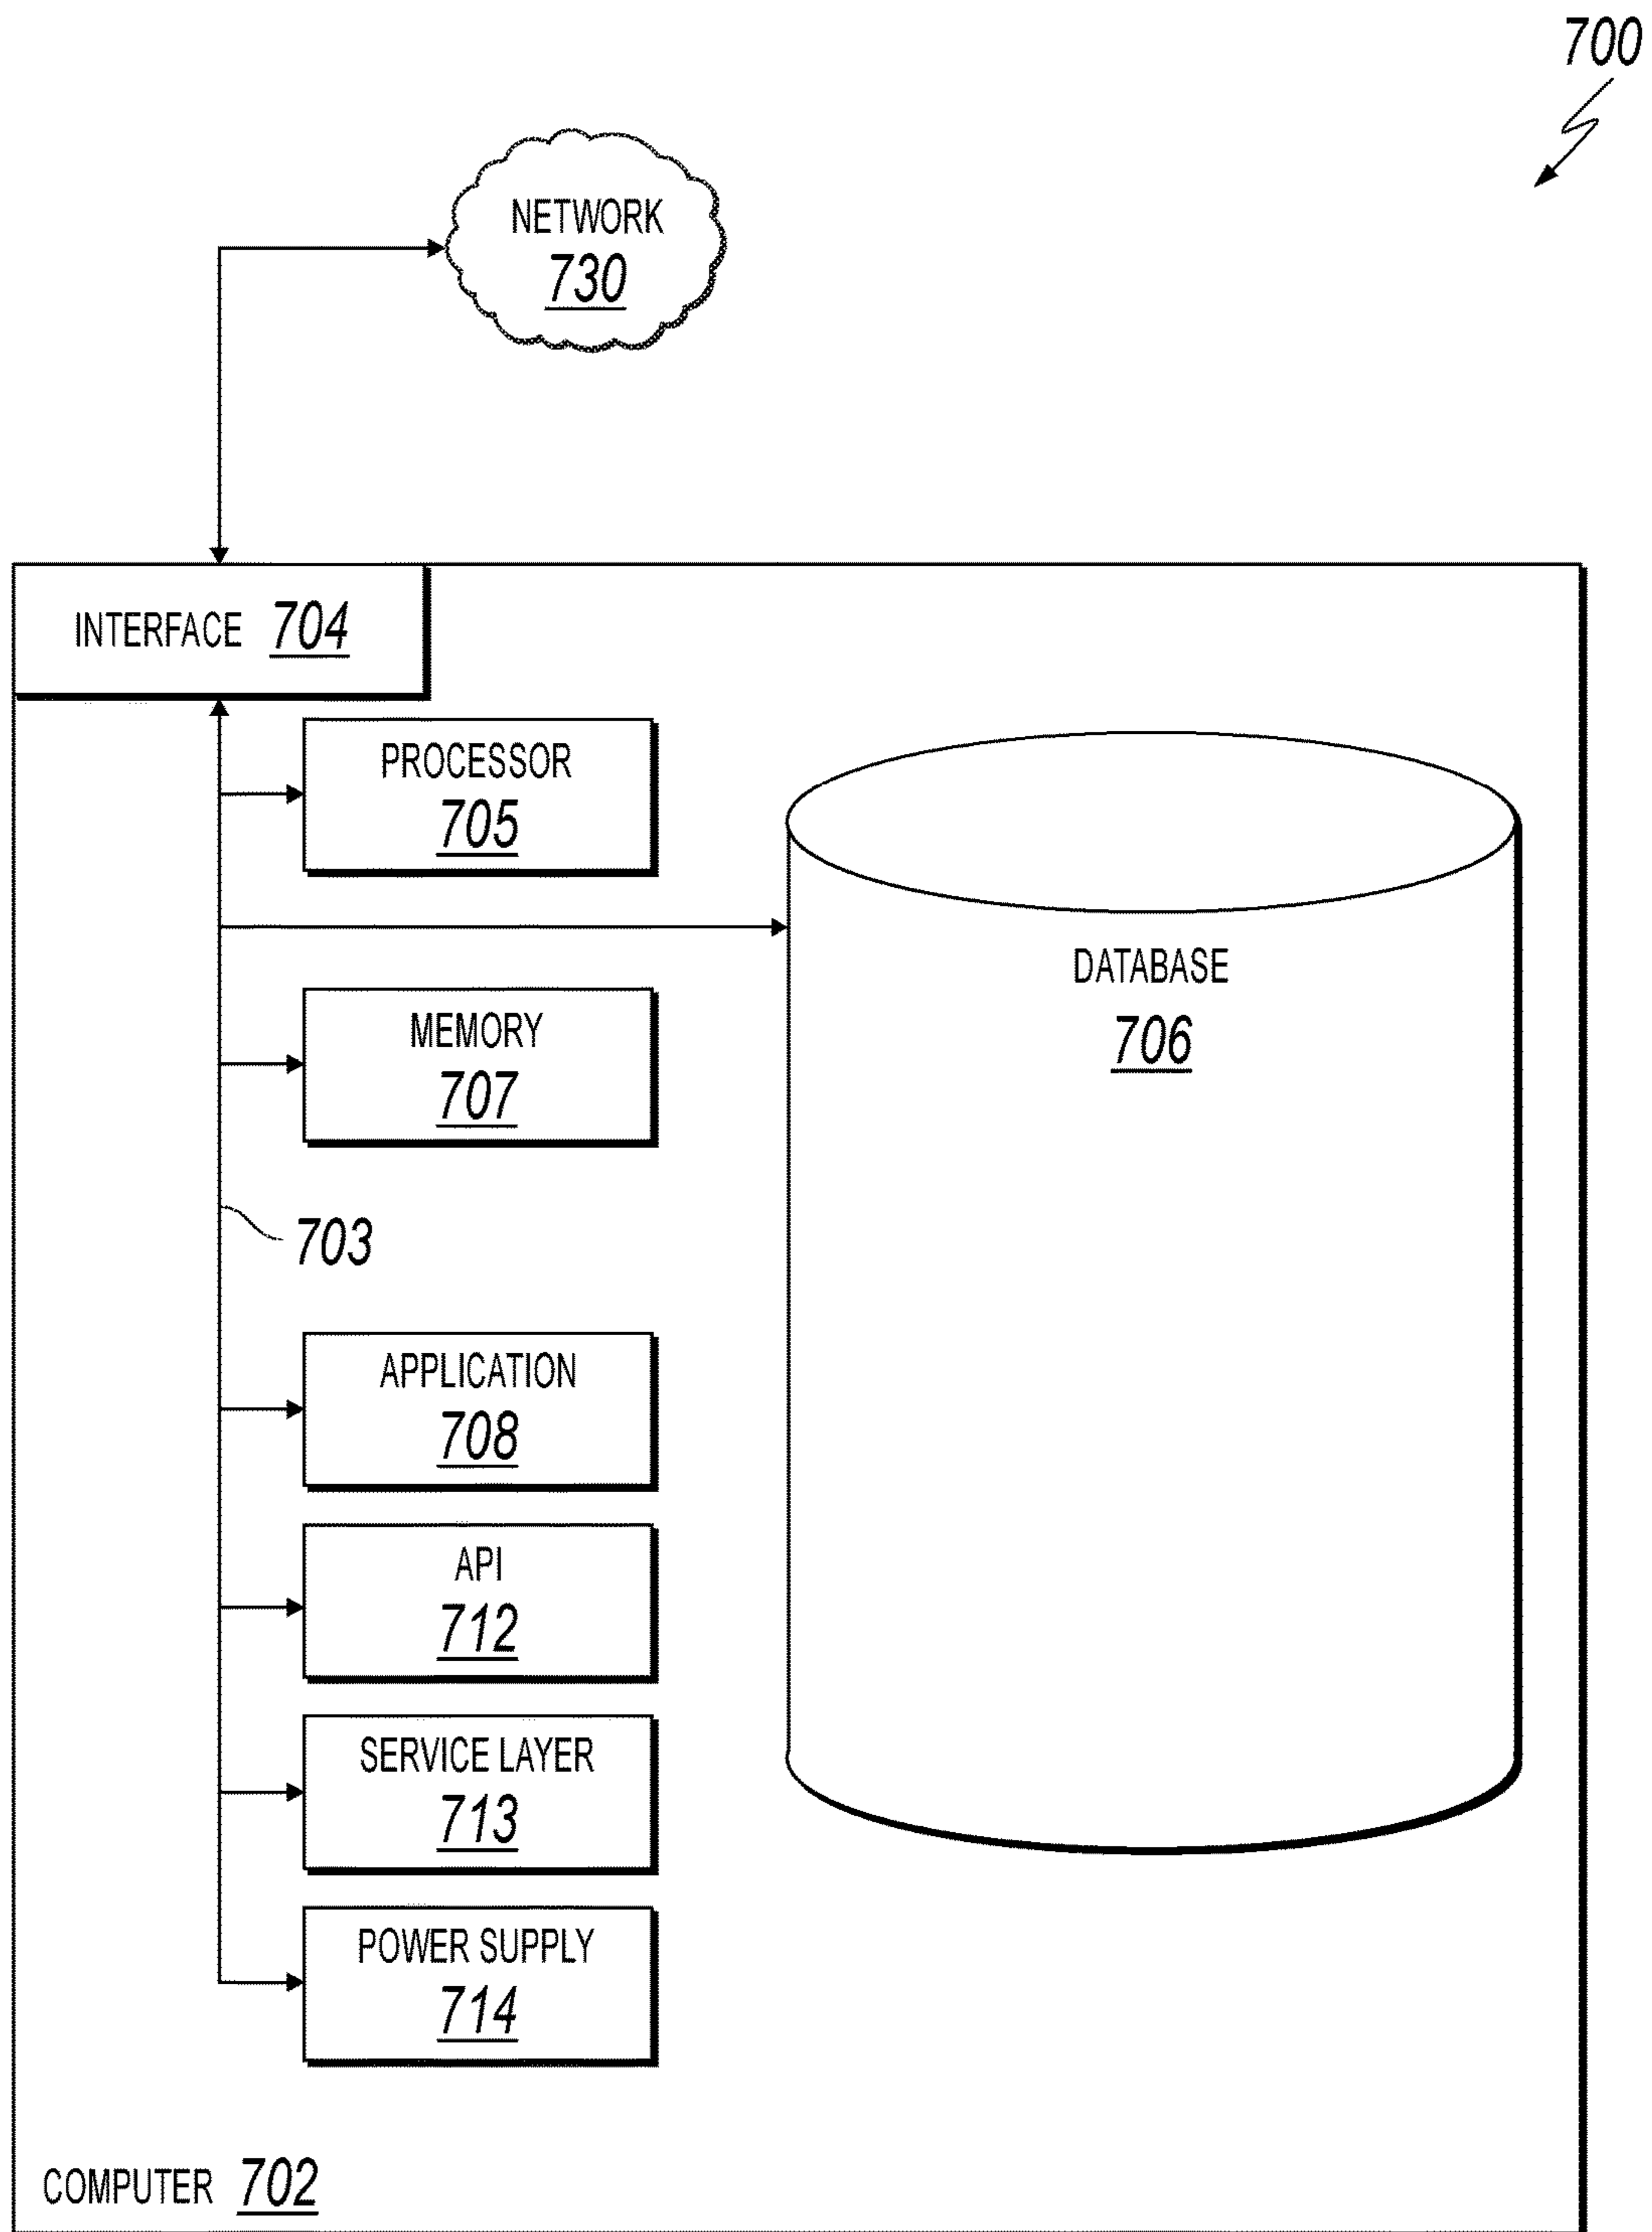 700
NETWORK
730
INTERFACE 704
PROCESSOR
705
DATABASE
706
MEMORY
707
703
APPLICATION
708
API
712
SERVICE LAYER
713
POWER SUPPLY
714
COMPUTER 702